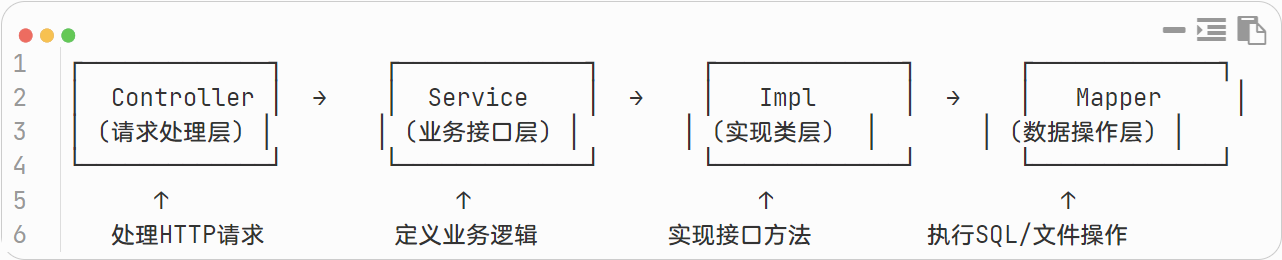 1 ┌─────────────┐       ┌─────────────┐       ┌─────────────┐       ┌─────────────┐
2 │  Controller │  →    │  Service    │  →    │    Impl     │  →    │   Mapper     │
3 │ (请求处理层) │       │ (业务接口层) │       │ (实现类层)  │       │ (数据操作层) │
4 └─────────────┘       └─────────────┘       └─────────────┘       └─────────────┘
5      ↑                    ↑                    ↑                    ↑
6   处理HTTP请求         定义业务逻辑         实现接口方法        执行SQL/文件操作